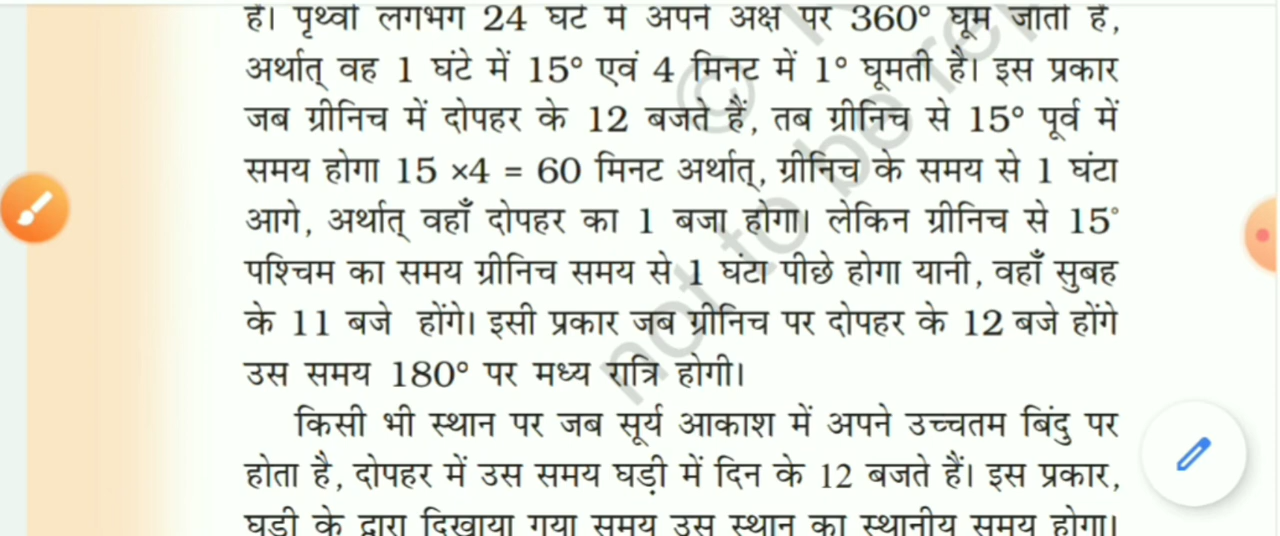 है। पृथ्वी लगभग 24 घंटे में अपने अक्ष पर 360° घूम जाती है,
अर्थात् वह 1 घंटे में 15° एवं 4 मिनट में 1° घूमती है। इस प्रकार
जब ग्रीनिच में दोपहर के 12 बजते हैं, तब ग्रीनिच से 15° पूर्व में
समय होगा 15 ×4 = 60 मिनट अर्थात्, ग्रीनिच के समय से 1 घंटा
आगे, अर्थात् वहाँ दोपहर का 1 बजा होगा। लेकिन ग्रीनिच से 15°
पश्चिम का समय ग्रीनिच समय से 1 घंटा पीछे होगा यानी, वहाँ सुबह
के 11 बजे होंगे। इसी प्रकार जब ग्रीनिच पर दोपहर के 12 बजे होंगे
उस समय 180° पर मध्य रात्रि होगी।
किसी भी स्थान पर जब सूर्य आकाश में अपने उच्चतम बिंदु पर
होता है, दोपहर में उस समय घड़ी में दिन के 12 बजते हैं। इस प्रकार,
घड़ी के द्वारा दिखाया गया समय उस स्थान का स्थानीय समय होगा।
©
not to be rep